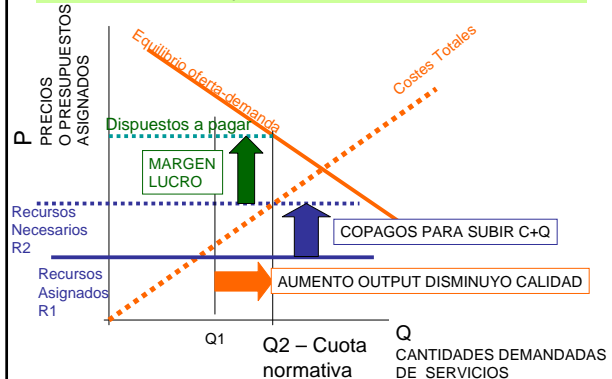 P
PRECIOS
O PRESUPUESTOS
ASIGNADOS
Equilibrio oferta-demanda
Costes Totales
Dispuestos a pagar
MARGEN
LUCRO
Recursos
Necesarios
R2
COPAGOS PARA SUBIR C+Q
Recursos
Asignados
R1
AUMENTO OUTPUT DISMINUYO CALIDAD
Q1
Q2 – Cuota
normativa
Q
CANTIDADES DEMANDADAS
DE SERVICIOS